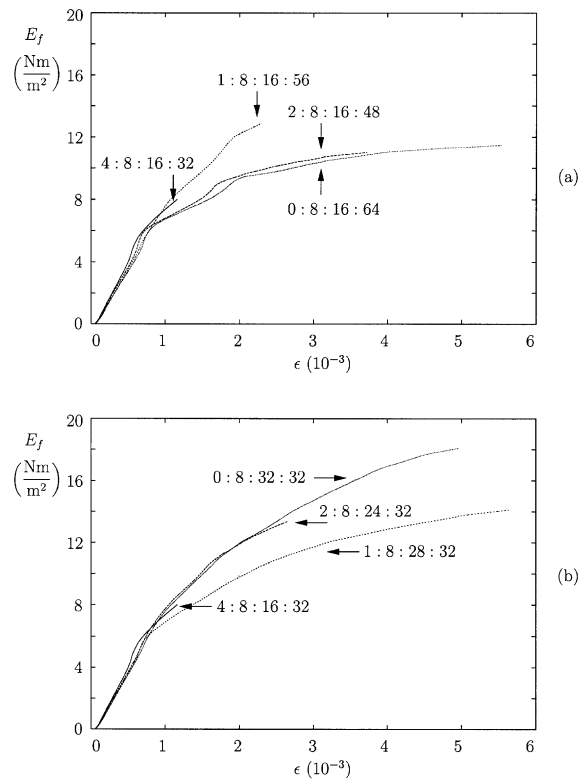 20
E_f
(Nm/m²)
16
12
8
4
0
1 : 8 : 16 : 56
2 : 8 : 16 : 48
4 : 8 : 16 : 32
0 : 8 : 16 : 64
(a)
0 1 2 3 4 5 6
ϵ (10⁻³)
20
E_f
(Nm/m²)
16
12
8
4
0
0 : 8 : 32 : 32
2 : 8 : 24 : 32
1 : 8 : 28 : 32
4 : 8 : 16 : 32
(b)
0 1 2 3 4 5 6
ϵ (10⁻³)